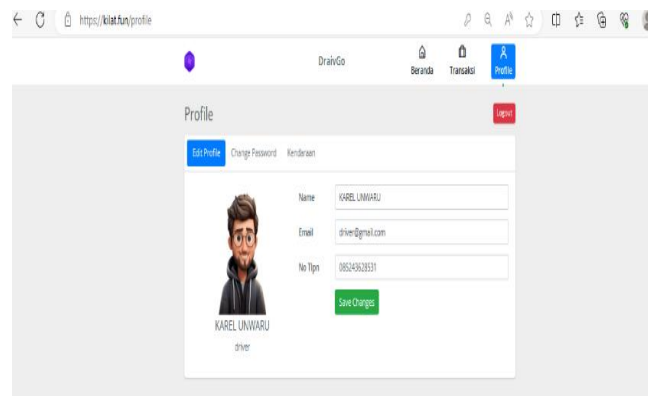 https://kilat.fun/profile
DraivGo
Beranda
Transaksi
Profile
Profile
Logout
Edit Profile
Change Password
Kendaraan
Name
KAREL UNWARU
Email
driver@gmail.com
No Tlpn
085243628531
Save Changes
KAREL UNWARU
driver